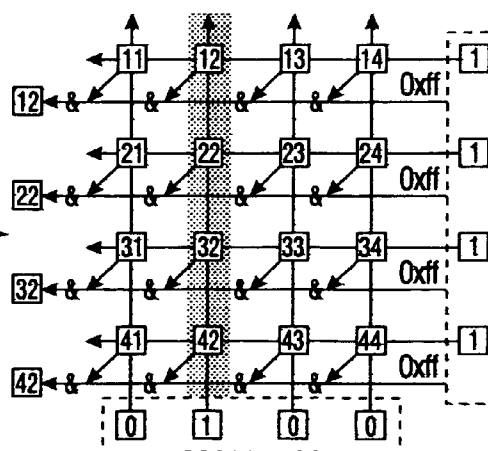 11 12 13 14 1
0xff
12 & & & &
21 22 23 24 1
0xff
22 & & & &
31 32 33 34 1
0xff
32 & & & &
41 42 43 44 1
0xff
42 & & & &
0 1 0 0